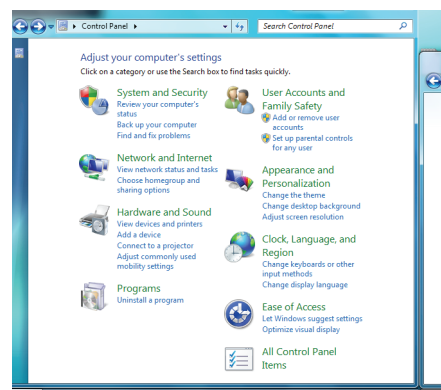 Control Panel
Search Control Panel
Adjust your computer's settings
Click on a category or use the Search box to find tasks quickly.
System and Security
Review your computer's
status
Back up your computer
Find and fix problems
Network and Internet
View network status and tasks
Choose homegroup and
sharing options
Hardware and Sound
View devices and printers
Add a device
Connect to a projector
Adjust commonly used
mobility settings
Programs
Uninstall a program
User Accounts and
Family Safety
Add or remove user
accounts
Set up parental controls
for any user
Appearance and
Personalization
Change the theme
Change desktop background
Adjust screen resolution
Clock, Language, and
Region
Change keyboards or other
input methods
Change display language
Ease of Access
Let Windows suggest settings
Optimize visual display
All Control Panel
Items